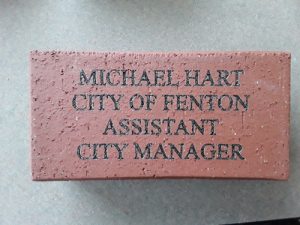 MICHAEL HART
CITY OF FENTON
ASSISTANT
CITY MANAGER